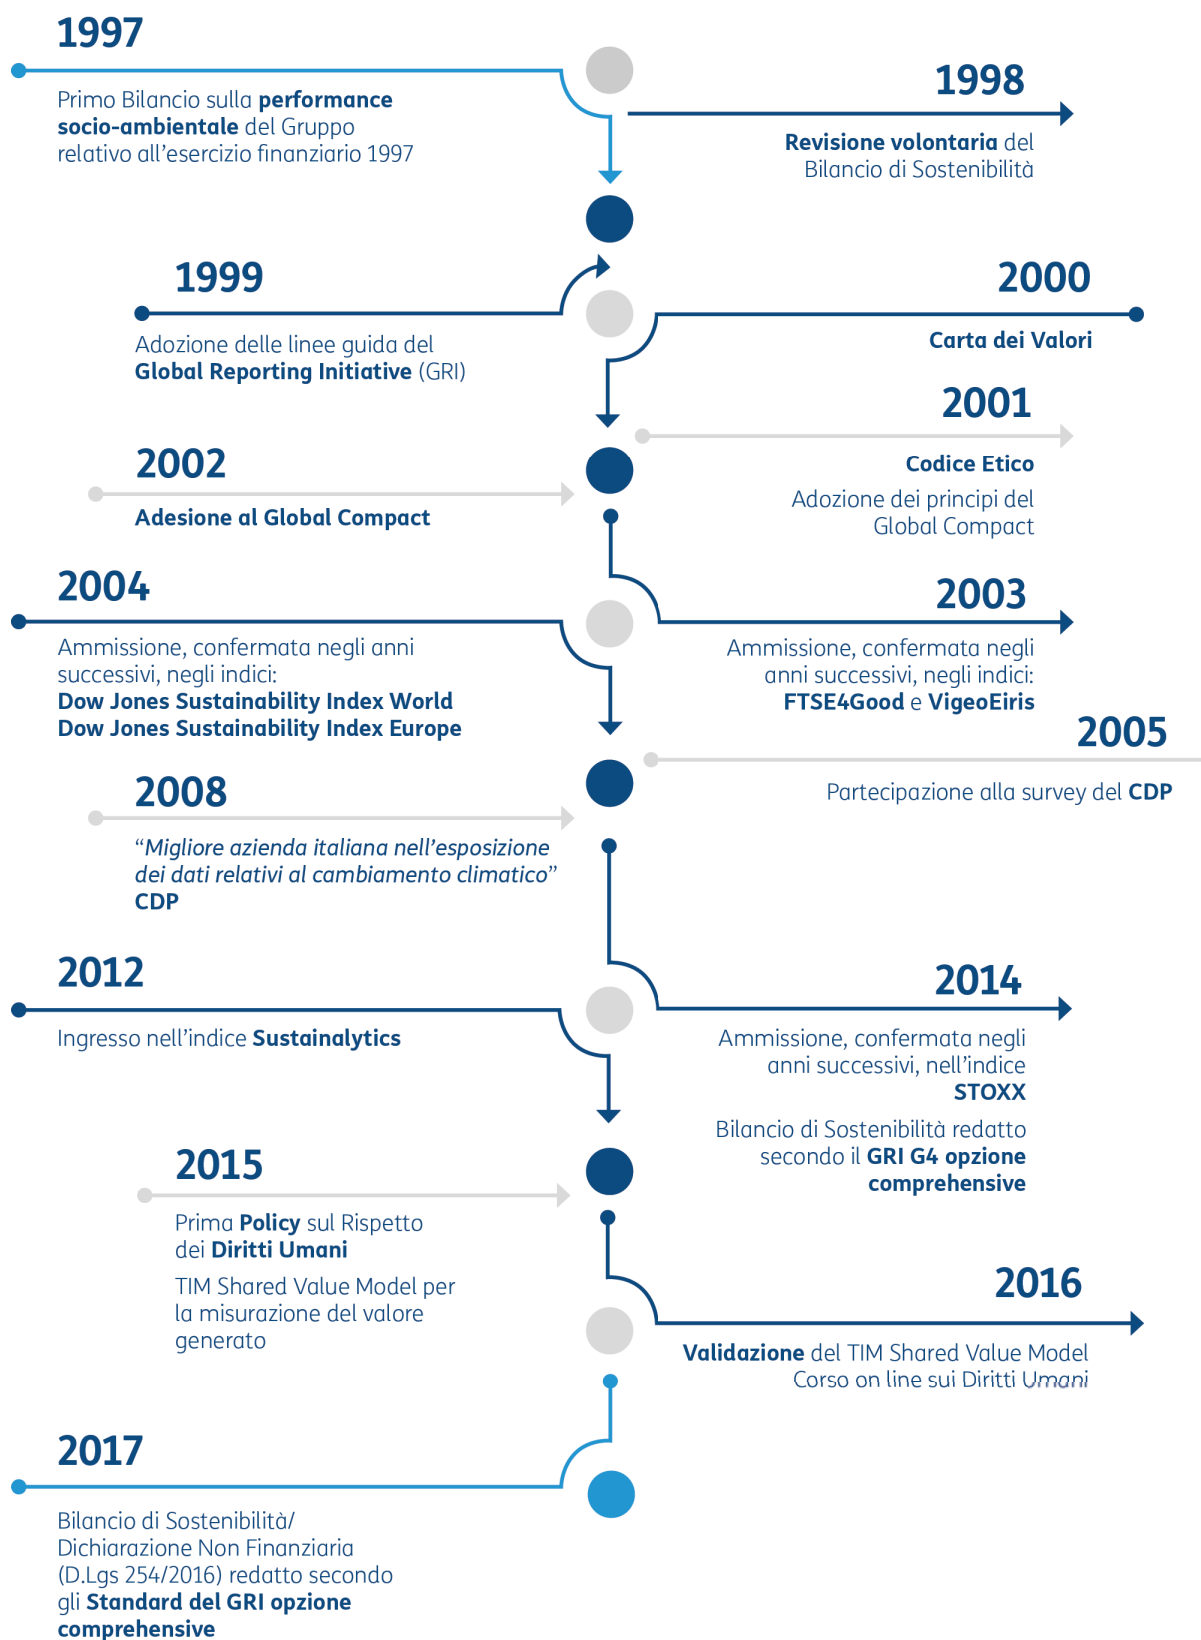 1997
Primo Bilancio sulla performance
socio-ambientale del Gruppo
relativo all'esercizio finanziario 1997
1998
Revisione volontaria del
Bilancio di Sostenibilità
1999
Adozione delle linee guida del
Global Reporting Initiative (GRI)
2000
Carta dei Valori
2001
Codice Etico
Adozione dei principi del
Global Compact
2002
Adesione al Global Compact
2003
Ammissione, confermata negli
anni successivi, negli indici:
FTSE4Good e VigeoEiris
2004
Ammissione, confermata negli anni
successivi, negli indici:
Dow Jones Sustainability Index World
Dow Jones Sustainability Index Europe
2005
Partecipazione alla survey del CDP
2008
“Migliore azienda italiana nell’esposizione
dei dati relativi al cambiamento climatico”
CDP
2012
Ingresso nell’indice Sustainalytics
2014
Ammissione, confermata negli
anni successivi, nell’indice
STOXX
Bilancio di Sostenibilità redatto
secondo il GRI G4 opzione
comprehensive
2015
Prima Policy sul Rispetto
dei Diritti Umani
TIM Shared Value Model per
la misurazione del valore
generato
2016
Validazione del TIM Shared Value Model
Corso on line sui Diritti Umani
2017
Bilancio di Sostenibilità/
Dichiarazione Non Finanziaria
(D.Lgs 254/2016) redatto secondo
gli Standard del GRI opzione
comprehensive